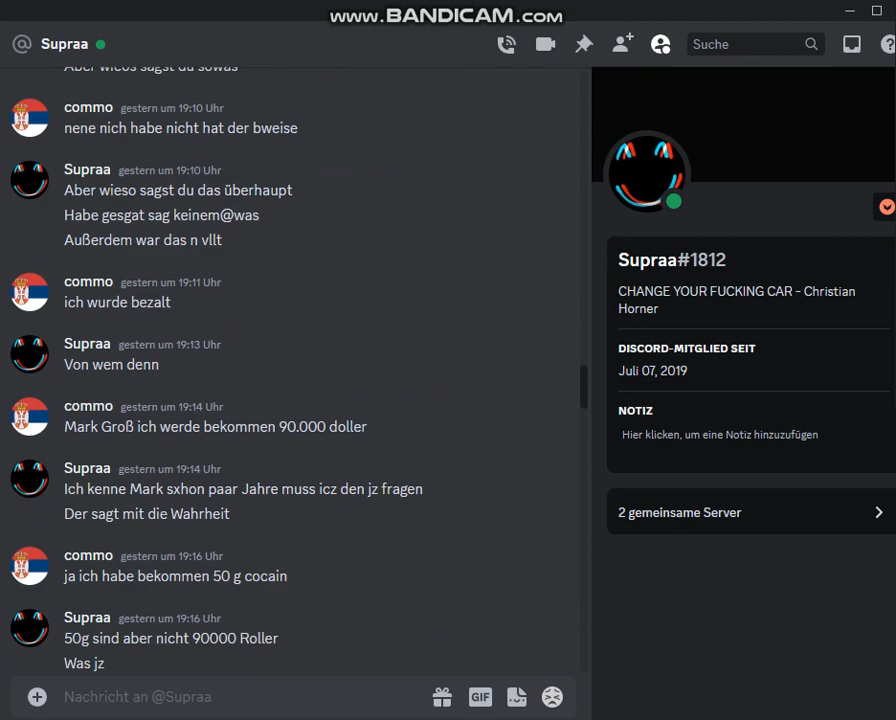 www.BANDICAM.com
@ Supraa
Suche
Aber wieos sagst du sowas
commo gestern um 19:10 Uhr
nene nich habe nicht hat der bweise
Supraa gestern um 19:10 Uhr
Aber wieso sagst du das überhaupt
Habe gesgat sag keinem@was
Außerdem war das n vllt
commo gestern um 19:11 Uhr
ich wurde bezalt
Supraa gestern um 19:13 Uhr
Von wem denn
commo gestern um 19:14 Uhr
Mark Groß ich werde bekommen 90.000 doller
Supraa gestern um 19:14 Uhr
Ich kenne Mark sxhon paar Jahre muss icz den jz fragen
Der sagt mit die Wahrheit
commo gestern um 19:16 Uhr
ja ich habe bekommen 50 g cocain
Supraa gestern um 19:16 Uhr
50g sind aber nicht 90000 Roller
Was jz
Nachricht an @Supraa
GIF
Supraa#1812
CHANGE YOUR FUCKING CAR - Christian
Horner
DISCORD-MITGLIED SEIT
Juli 07, 2019
NOTIZ
Hier klicken, um eine Notiz hinzuzufügen
2 gemeinsame Server